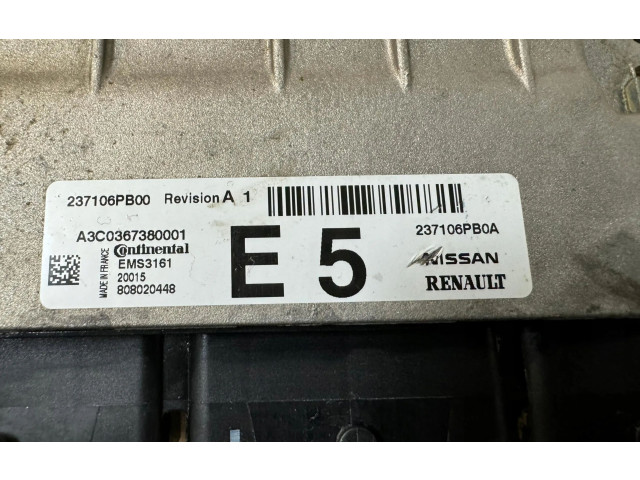 237106PB00 Revision A 1
A3C0367380001
237106PB0A
MADE IN FRANCE
Continental
EMS3161
20015
808020448
E 5
NISSAN
RENAULT